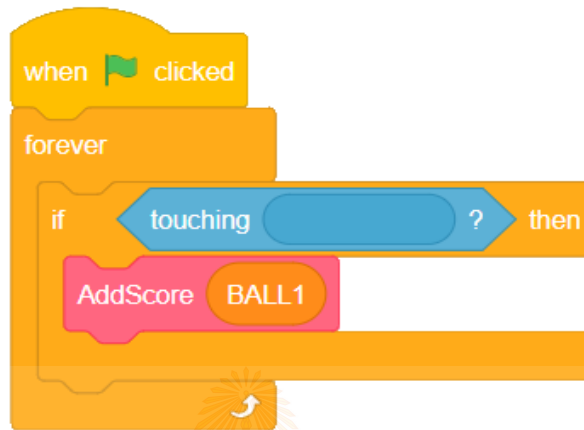 when clicked
forever
if touching ? then
AddScore BALL1